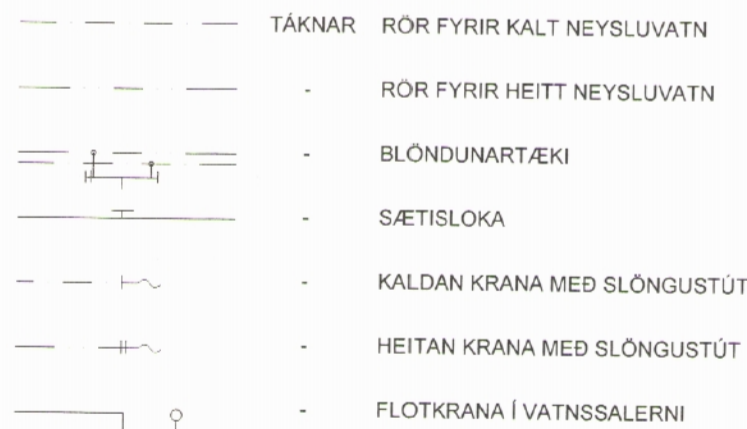 TÁKNAR RÖR FYRIR KALT NEYSLUVATN
- RÖR FYRIR HEITT NEYSLUVATN
- BLÖNDUNARTÆKI
- SÆTISLOKA
- KALDAN KRANA MEÐ SLÖNGUSTÚT
- HEITAN KRANA MEÐ SLÖNGUSTÚT
- FLOTKRANA Í VATNSSALERNI